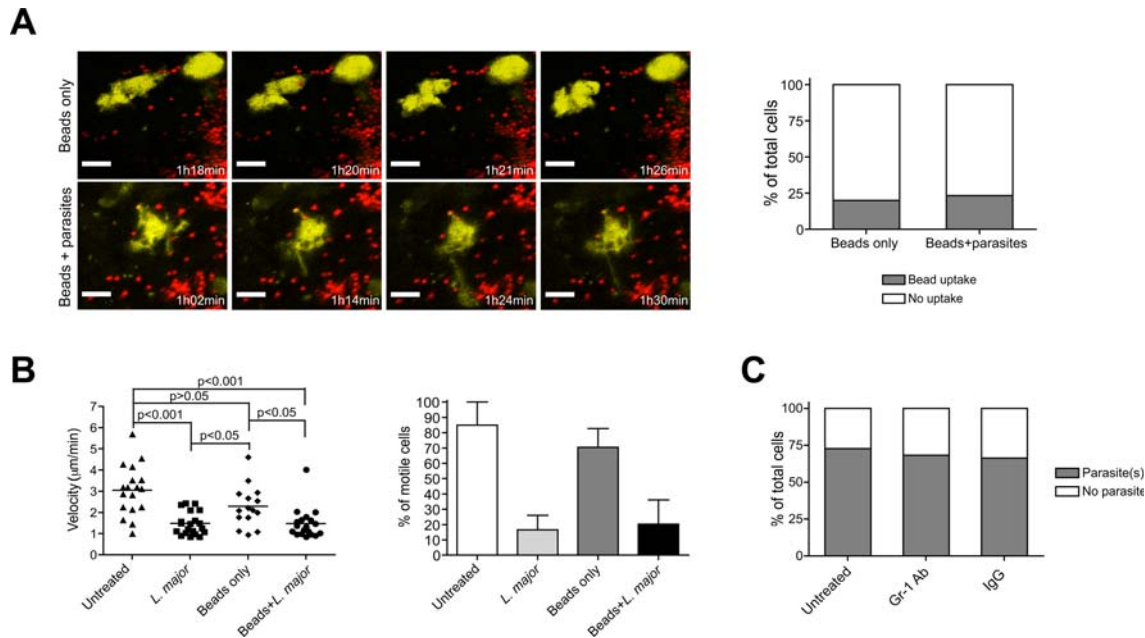 A
Beads only
1h18min
1h20min
1h21min
1h26min
Beads + parasites
1h02min
1h14min
1h24min
1h30min
% of total cells
100
75
50
25
0
Beads only
Beads+parasites
Bead uptake
No uptake
B
p<0.001
p>0.05
p<0.001
p<0.05
p<0.05
Velocity (μm/min)
7
6
5
4
3
2
1
0
Untreated
L. major
Beads only
Beads+L. major
% of motile cells
100
90
80
70
60
50
40
30
20
10
0
Untreated
L. major
Beads only
Beads+L. major
C
% of total cells
100
75
50
25
0
Untreated
Gr-1 Ab
IgG
Parasite(s)
No parasite